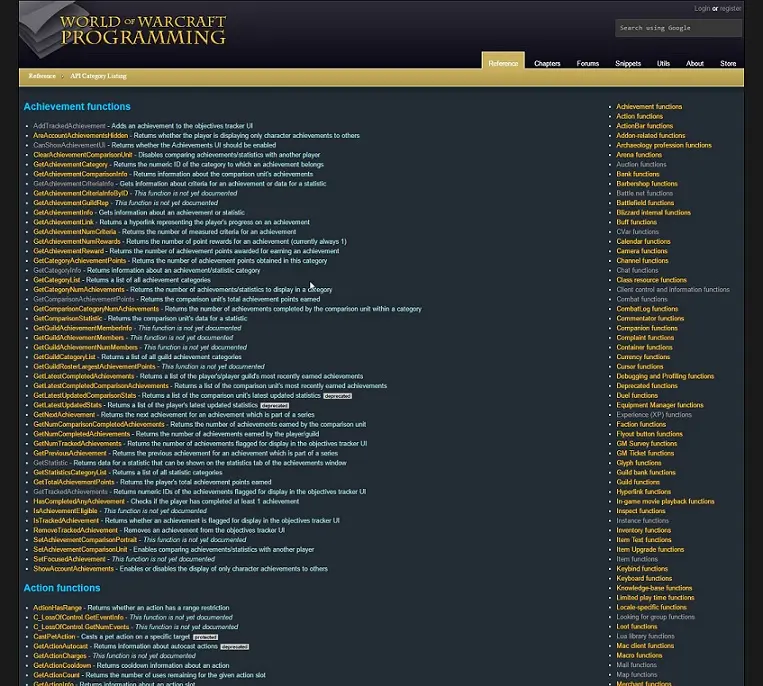 Login or register
WORLD OF WARCRAFT
PROGRAMMING
Search using Google
Reference Chapters Forums Snippets Utils About Store
Reference › API Category Listing
Achievement functions
AddTrackedAchievement - Adds an achievement to the objectives tracker UI
AreAccountAchievementsHidden - Returns whether the player is displaying only character achievements to others
CanShowAchievementUI - Returns whether the Achievements UI should be enabled
ClearAchievementComparisonUnit - Disables comparing achievements/statistics with another player
GetAchievementCategory - Returns the numeric ID of the category to which an achievement belongs
GetAchievementComparisonInfo - Returns information about the comparison unit's achievements
GetAchievementCriteriaInfo - Gets information about criteria for an achievement or data for a statistic
GetAchievementCriteriaInfoByID - This function is not yet documented
GetAchievementGuildRep - This function is not yet documented
GetAchievementInfo - Gets information about an achievement or statistic
GetAchievementLink - Returns a hyperlink representing the player's progress on an achievement
GetAchievementNumCriteria - Returns the number of measured criteria for an achievement
GetAchievementNumRewards - Returns the number of point rewards for an achievement (currently always 1)
GetAchievementReward - Returns the number of achievement points awarded for earning an achievement
GetCategoryAchievementPoints - Returns the number of achievement points obtained in this category
GetCategoryInfo - Returns information about an achievement/statistic category
GetCategoryList - Returns a list of all achievement categories
GetCategoryNumAchievements - Returns the number of achievements/statistics to display in a category
GetComparisonAchievementPoints - Returns the comparison unit's total achievement points earned
GetComparisonCategoryNumAchievements - Returns the number of achievements completed by the comparison unit within a category
GetComparisonStatistic - Returns the comparison unit's data for a statistic
GetGuildAchievementMemberInfo - This function is not yet documented
GetGuildAchievementMembers - This function is not yet documented
GetGuildAchievementNumMembers - This function is not yet documented
GetGuildCategoryList - Returns a list of all guild achievement categories
GetGuildRosterLargestAchievementPoints - This function is not yet documented
GetLatestCompletedAchievements - Returns a list of the player's/player guild's most recently earned achievements
GetLatestCompletedComparisonAchievements - Returns a list of the comparison unit's most recently earned achievements
GetLatestUpdatedComparisonStats - Returns a list of the comparison unit's latest updated statistics deprecated
GetLatestUpdatedStats - Returns a list of the player's latest updated statistics deprecated
GetNextAchievement - Returns the next achievement for an achievement which is part of a series
GetNumComparisonCompletedAchievements - Returns the number of achievements earned by the comparison unit
GetNumCompletedAchievements - Returns the number of achievements earned by the player/guild
GetNumTrackedAchievements - Returns the number of achievements flagged for display in the objectives tracker UI
GetPreviousAchievement - Returns the previous achievement for an achievement which is part of a series
GetStatistic - Returns data for a statistic that can be shown on the statistics tab of the achievements window
GetStatisticsCategoryList - Returns a list of all statistic categories
GetTotalAchievementPoints - Returns the player's total achievement points earned
GetTrackedAchievements - Returns numeric IDs of the achievements flagged for display in the objectives tracker UI
HasCompletedAnyAchievement - Checks if the player has completed at least 1 achievement
IsAchievementEligible - This function is not yet documented
IsTrackedAchievement - Returns whether an achievement is flagged for display in the objectives tracker UI
RemoveTrackedAchievement - Removes an achievement from the objectives tracker UI
SetAchievementComparisonPortrait - This function is not yet documented
SetAchievementComparisonUnit - Enables comparing achievements/statistics with another player
SetFocusedAchievement - This function is not yet documented
ShowAccountAchievements - Enables or disables the display of only character achievements to others
Action functions
ActionHasRange - Returns whether an action has a range restriction
C_LossOfControl.GetEventInfo - This function is not yet documented
C_LossOfControl.GetNumEvents - This function is not yet documented
CastPetAction - Casts a pet action on a specific target protected
GetActionAutocast - Returns information about autocast actions deprecated
GetActionCharges - This function is not yet documented
GetActionCooldown - Returns cooldown information about an action
GetActionCount - Returns the number of uses remaining for the given action slot
GetActionInfo - Returns information about an action slot
Achievement functions
Action functions
ActionBar functions
Addon-related functions
Archaeology profession functions
Arena functions
Auction functions
Bank functions
Barbershop functions
Battle net functions
Battlefield functions
Blizzard internal functions
Buff functions
CVar functions
Calendar functions
Camera functions
Channel functions
Chat functions
Class resource functions
Client control and information functions
Combat functions
CombatLog functions
Commentator functions
Companion functions
Complaint functions
Container functions
Currency functions
Cursor functions
Debugging and Profiling functions
Deprecated functions
Duel functions
Equipment Manager functions
Experience (XP) functions
Faction functions
Flyout button functions
GM Survey functions
GM Ticket functions
Glyph functions
Guild bank functions
Guild functions
Hyperlink functions
In-game movie playback functions
Inspect functions
Instance functions
Inventory functions
Item Text functions
Item Upgrade functions
Item functions
Keybind functions
Keyboard functions
Knowledge-base functions
Limited play time functions
Locale-specific functions
Looking for group functions
Loot functions
Lua library functions
Mac client functions
Macro functions
Mail functions
Map functions
Merchant functions